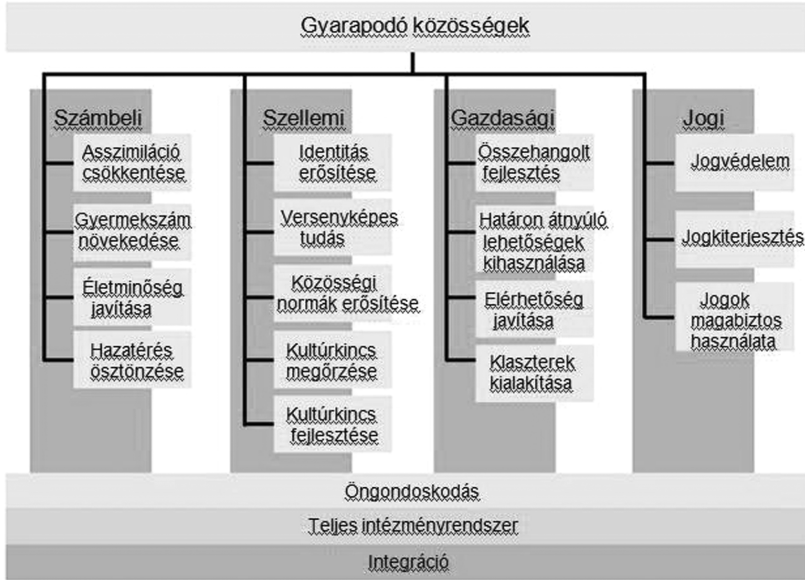 Gyarapodó közösségek
Számbeli
Asszimiláció
csökkentése
Gyermekszám
növekedése
Életminőség
javítása
Hazatérés
ösztönzése
Szellemi
Identitás
erősítése
Versenyképes
tudás
Közösségi
normák erősítése
Kultúrkincs
megőrzése
Kultúrkincs
fejlesztése
Gazdasági
Összehangolt
fejlesztés
Határon átnyúló
lehetőségek
kihasználása
Elérhetőség
javítása
Klaszterek
kialakítása
Jogi
Jogvédelem
Jogkiterjesztés
Jogok
magabiztos
használata
Öngondoskodás
Teljes intézményrendszer
Integráció